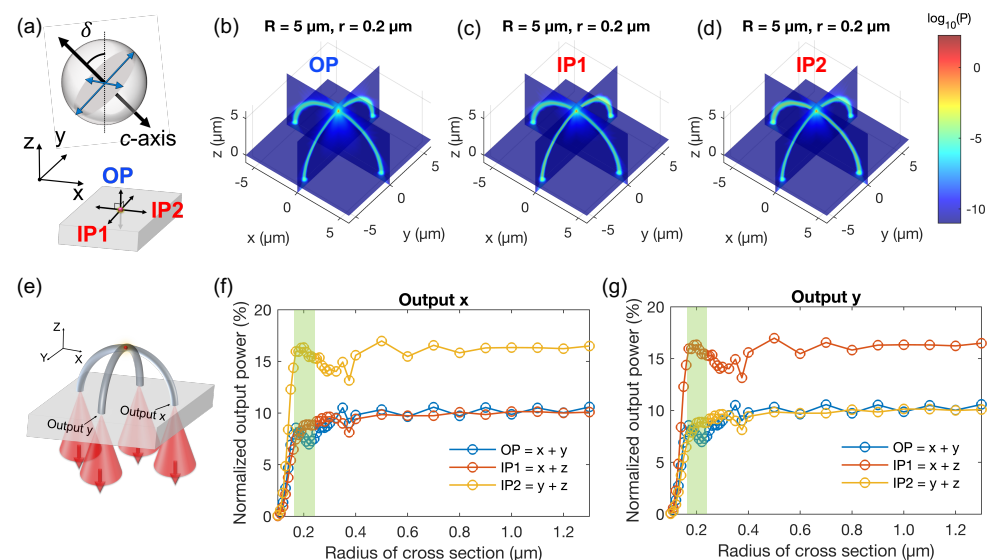 (a)
δ
c-axis
z
y
x
OP
IP2
IP1
(b)
R = 5 µm, r = 0.2 µm
OP
z (µm)
5
0
-5
0
5
x (µm)
5
0
-5
y (µm)
(c)
R = 5 µm, r = 0.2 µm
IP1
z (µm)
5
0
-5
0
5
x (µm)
5
0
-5
y (µm)
(d)
R = 5 µm, r = 0.2 µm
IP2
z (µm)
5
0
-5
0
5
x (µm)
5
0
-5
y (µm)
log10(P)
0
-5
-10
(e)
Z
Y
X
Output x
Output y
(f)
Output x
Normalized output power (%)
20
15
10
5
0
OP = x + y
IP1 = x + z
IP2 = y + z
0.2 0.4 0.6 0.8 1.0 1.2
Radius of cross section (µm)
(g)
Output y
Normalized output power (%)
20
15
10
5
0
OP = x + y
IP1 = x + z
IP2 = y + z
0.2 0.4 0.6 0.8 1.0 1.2
Radius of cross section (µm)